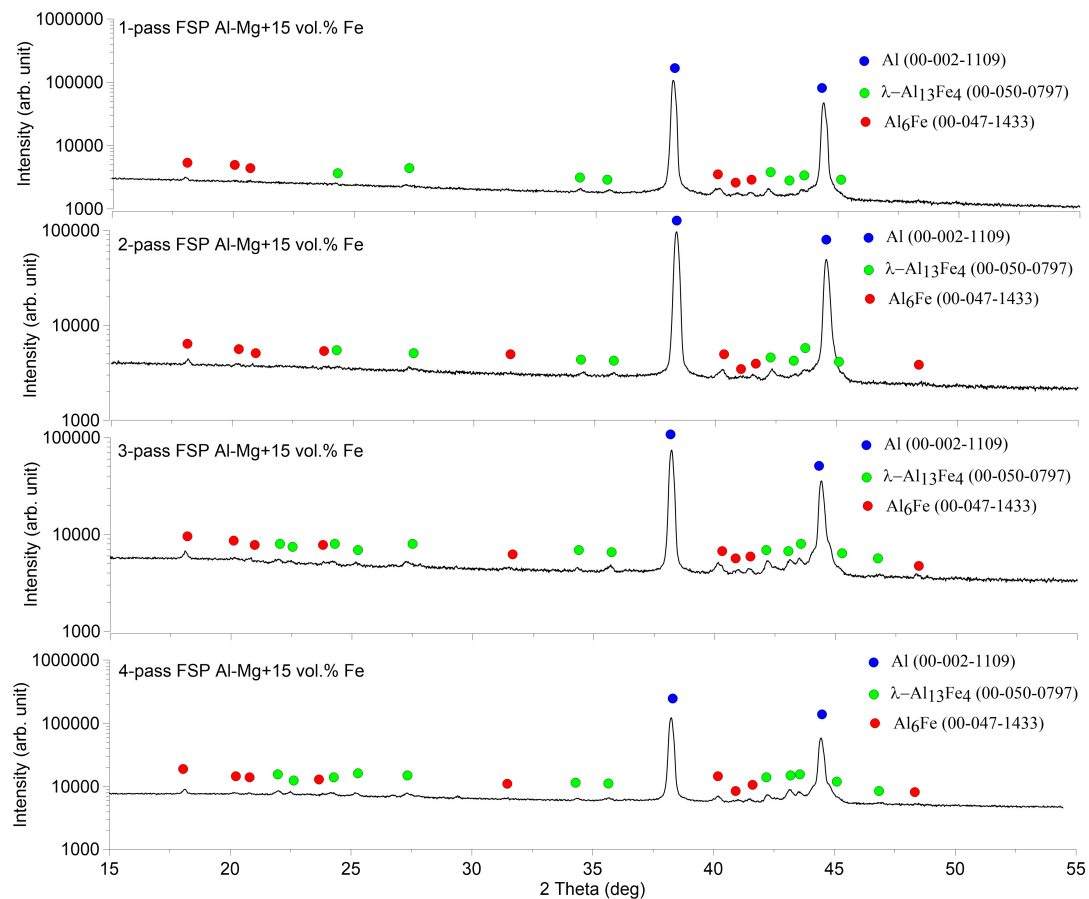 1-pass FSP Al-Mg+15 vol.% Fe
Intensity (arb. unit)
1000000
100000
10000
1000
Al (00-002-1109)
λ−Al13Fe4 (00-050-0797)
Al6Fe (00-047-1433)
2-pass FSP Al-Mg+15 vol.% Fe
Intensity (arb. unit)
100000
10000
1000
Al (00-002-1109)
λ−Al13Fe4 (00-050-0797)
Al6Fe (00-047-1433)
3-pass FSP Al-Mg+15 vol.% Fe
Intensity (arb. unit)
100000
10000
1000
Al (00-002-1109)
λ−Al13Fe4 (00-050-0797)
Al6Fe (00-047-1433)
4-pass FSP Al-Mg+15 vol.% Fe
Intensity (arb. unit)
1000000
100000
10000
1000
Al (00-002-1109)
λ−Al13Fe4 (00-050-0797)
Al6Fe (00-047-1433)
15 20 25 30 35 40 45 50 55
2 Theta (deg)